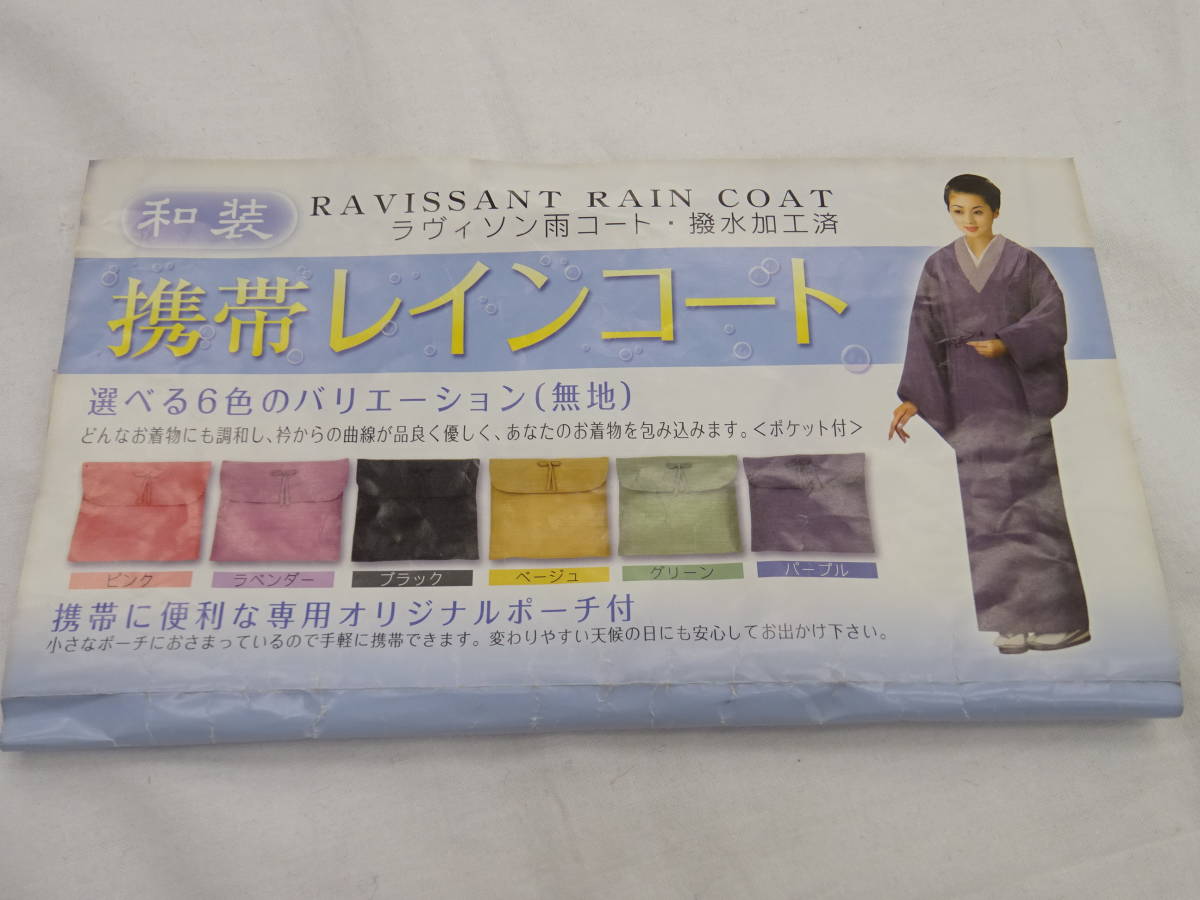 和装
RAVISSANT RAIN COAT
ラヴィソン雨コート・撥水加工済
携帯レインコート
選べる6色のバリエーション(無地)
どんなお着物にも調和し、衿からの曲線が品良く優しく、あなたのお着物を包み込みます。<ポケット付>
ピンク ラベンダー ブラック ベージュ グリーン パープル
携帯に便利な専用オリジナルポーチ付
小さなポーチにおさまっているので手軽に携帯できます。変わりやすい天候の日にも安心してお出かけ下さい。